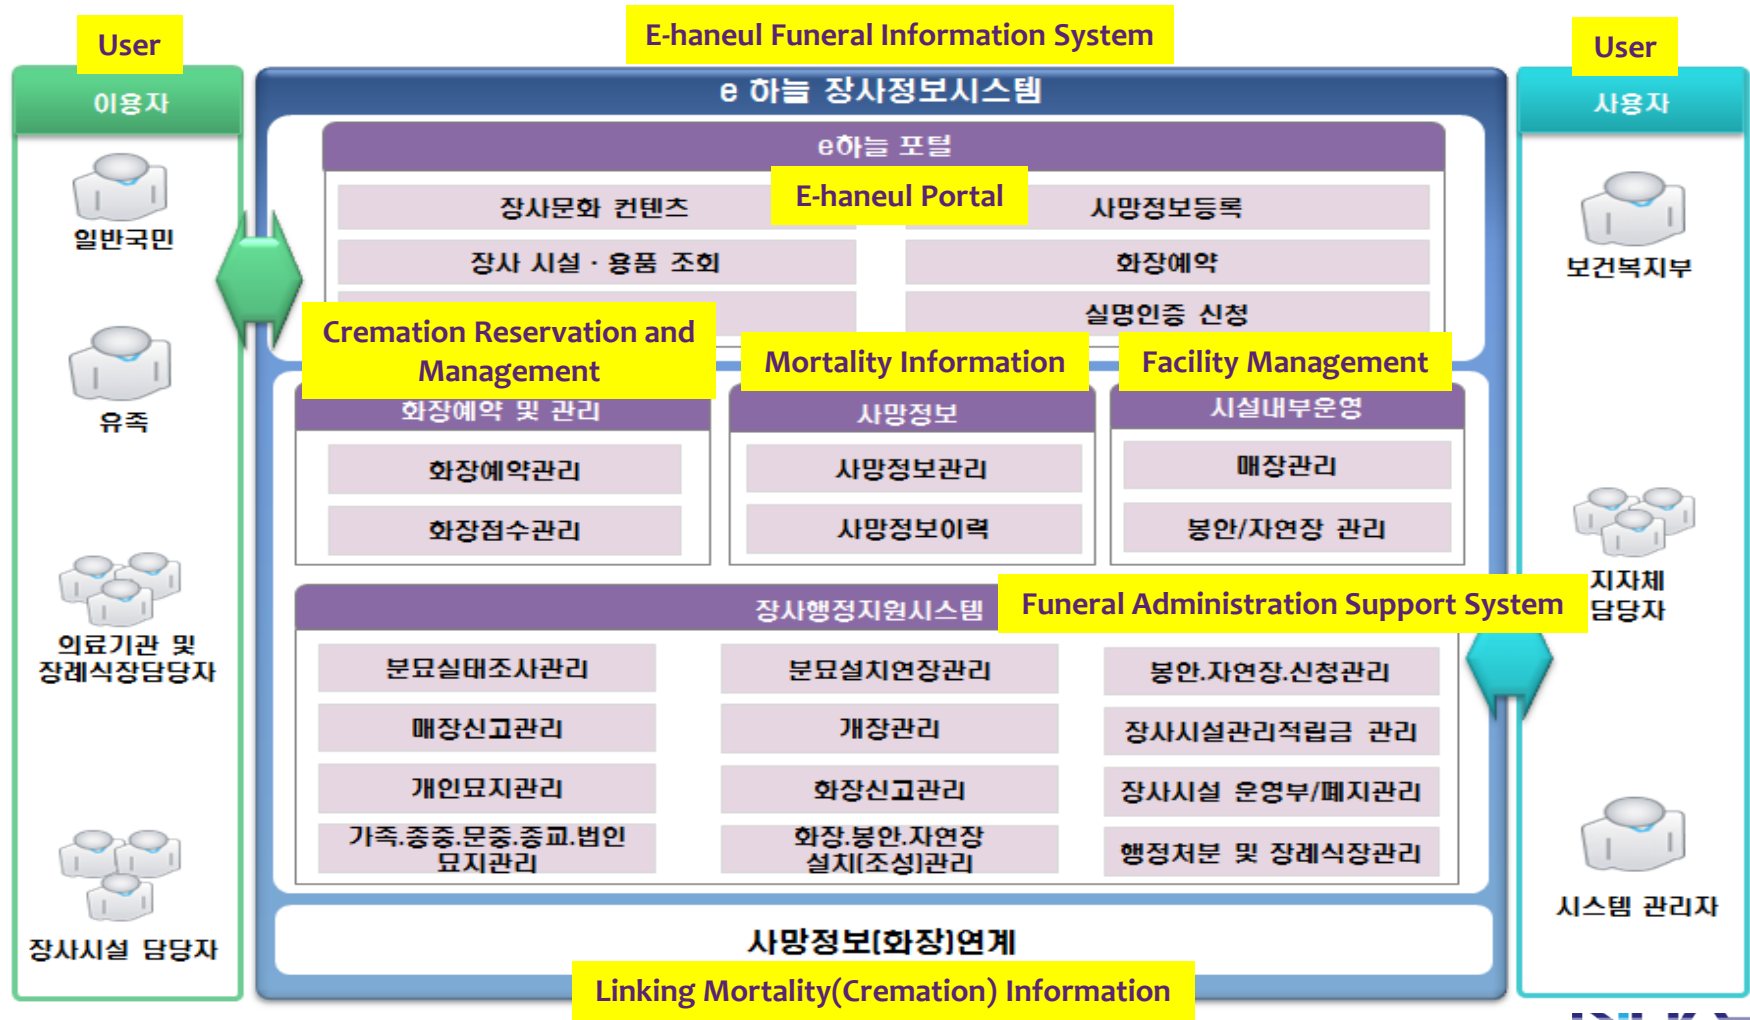 User
E-haneul Funeral Information System
User
이용자
e 하늘 장사정보시스템
사용자
e하늘 포털
E-haneul Portal
장사문화 컨텐츠
사망정보등록
장사 시설 · 용품 조회
화장예약
실명인증 신청
일반국민
유족
의료기관 및
장례식장담당자
장사시설 담당자
보건복지부
지자체
담당자
시스템 관리자
Cremation Reservation and
Management
화장예약 및 관리
화장예약관리
화장접수관리
Mortality Information
사망정보
사망정보관리
사망정보이력
Facility Management
시설내부운영
매장관리
봉안/자연장 관리
장사행정지원시스템
Funeral Administration Support System
분묘실태조사관리
분묘설치연장관리
봉안.자연장.신청관리
매장신고관리
개장관리
장사시설관리적립금 관리
개인묘지관리
화장신고관리
장사시설 운영부/폐지관리
가족.종중.문중.종교.법인
묘지관리
화장.봉안.자연장
설치(조성)관리
행정처분 및 장례식장관리
사망정보(화장)연계
Linking Mortality(Cremation) Information